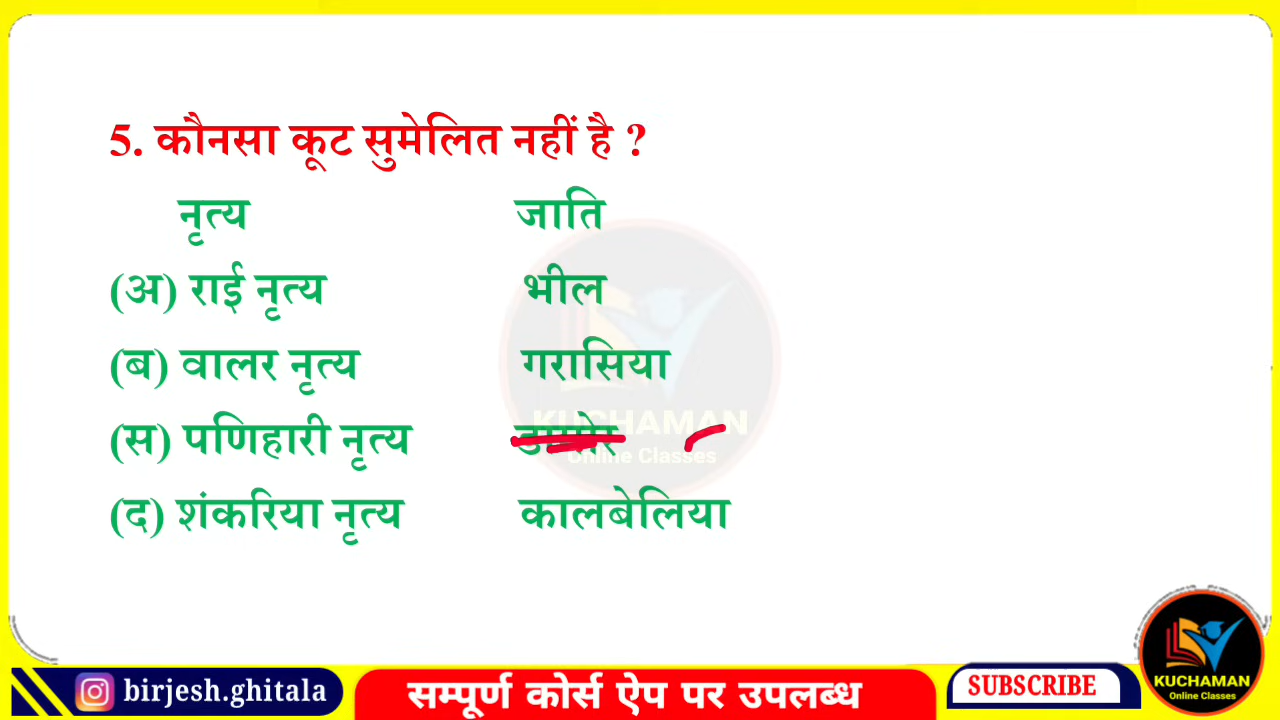 5. कौनसा कूट सुमेलित नहीं है ?
नृत्य जाति
(अ) राई नृत्य भील
(ब) वालर नृत्य गरासिया
(स) पणिहारी नृत्य
(द) शंकरिया नृत्य कालबेलिया
KUCHAMAN
Online Classes
birjesh.ghitala
सम्पूर्ण कोर्स ऐप पर उपलब्ध
SUBSCRIBE
KUCHAMAN
Online Classes